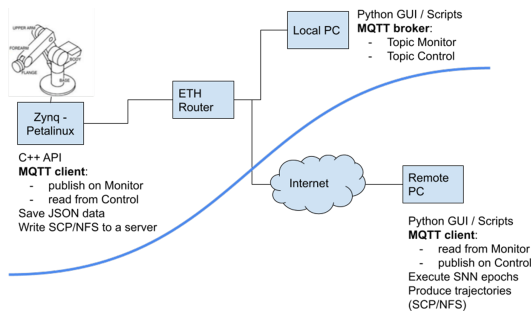 UPPER ARM
FOREARM
FLANGE
BODY
BASE
Zynq -
Petalinux
C++ API
MQTT client:
- publish on Monitor
- read from Control
Save JSON data
Write SCP/NFS to a server
ETH
Router
Local PC
Python GUI / Scripts
MQTT broker:
- Topic Monitor
- Topic Control
Internet
Remote
PC
Python GUI / Scripts
MQTT client:
- read from Monitor
- publish on Control
Execute SNN epochs
Produce trajectories
(SCP/NFS)